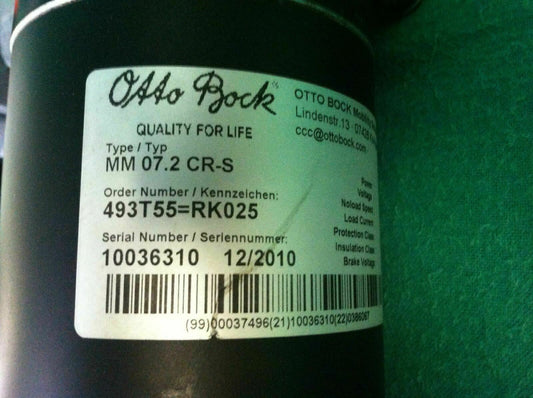 Otto Bock
QUALITY FOR LIFE
Type / Typ
MM 07.2 CR-S
Order Number / Kennzeichen:
493T55=RK025
Serial Number / Seriennummer:
10036310 12/2010
(99)00037496(21)10036310(22)0386067
OTTO BOCK Mobility
Lindenstr.13
ccc@ottobock.com
Power
Voltage
Noload Speed
Load Current
Protection Class
Insulation Class
Brake Voltage